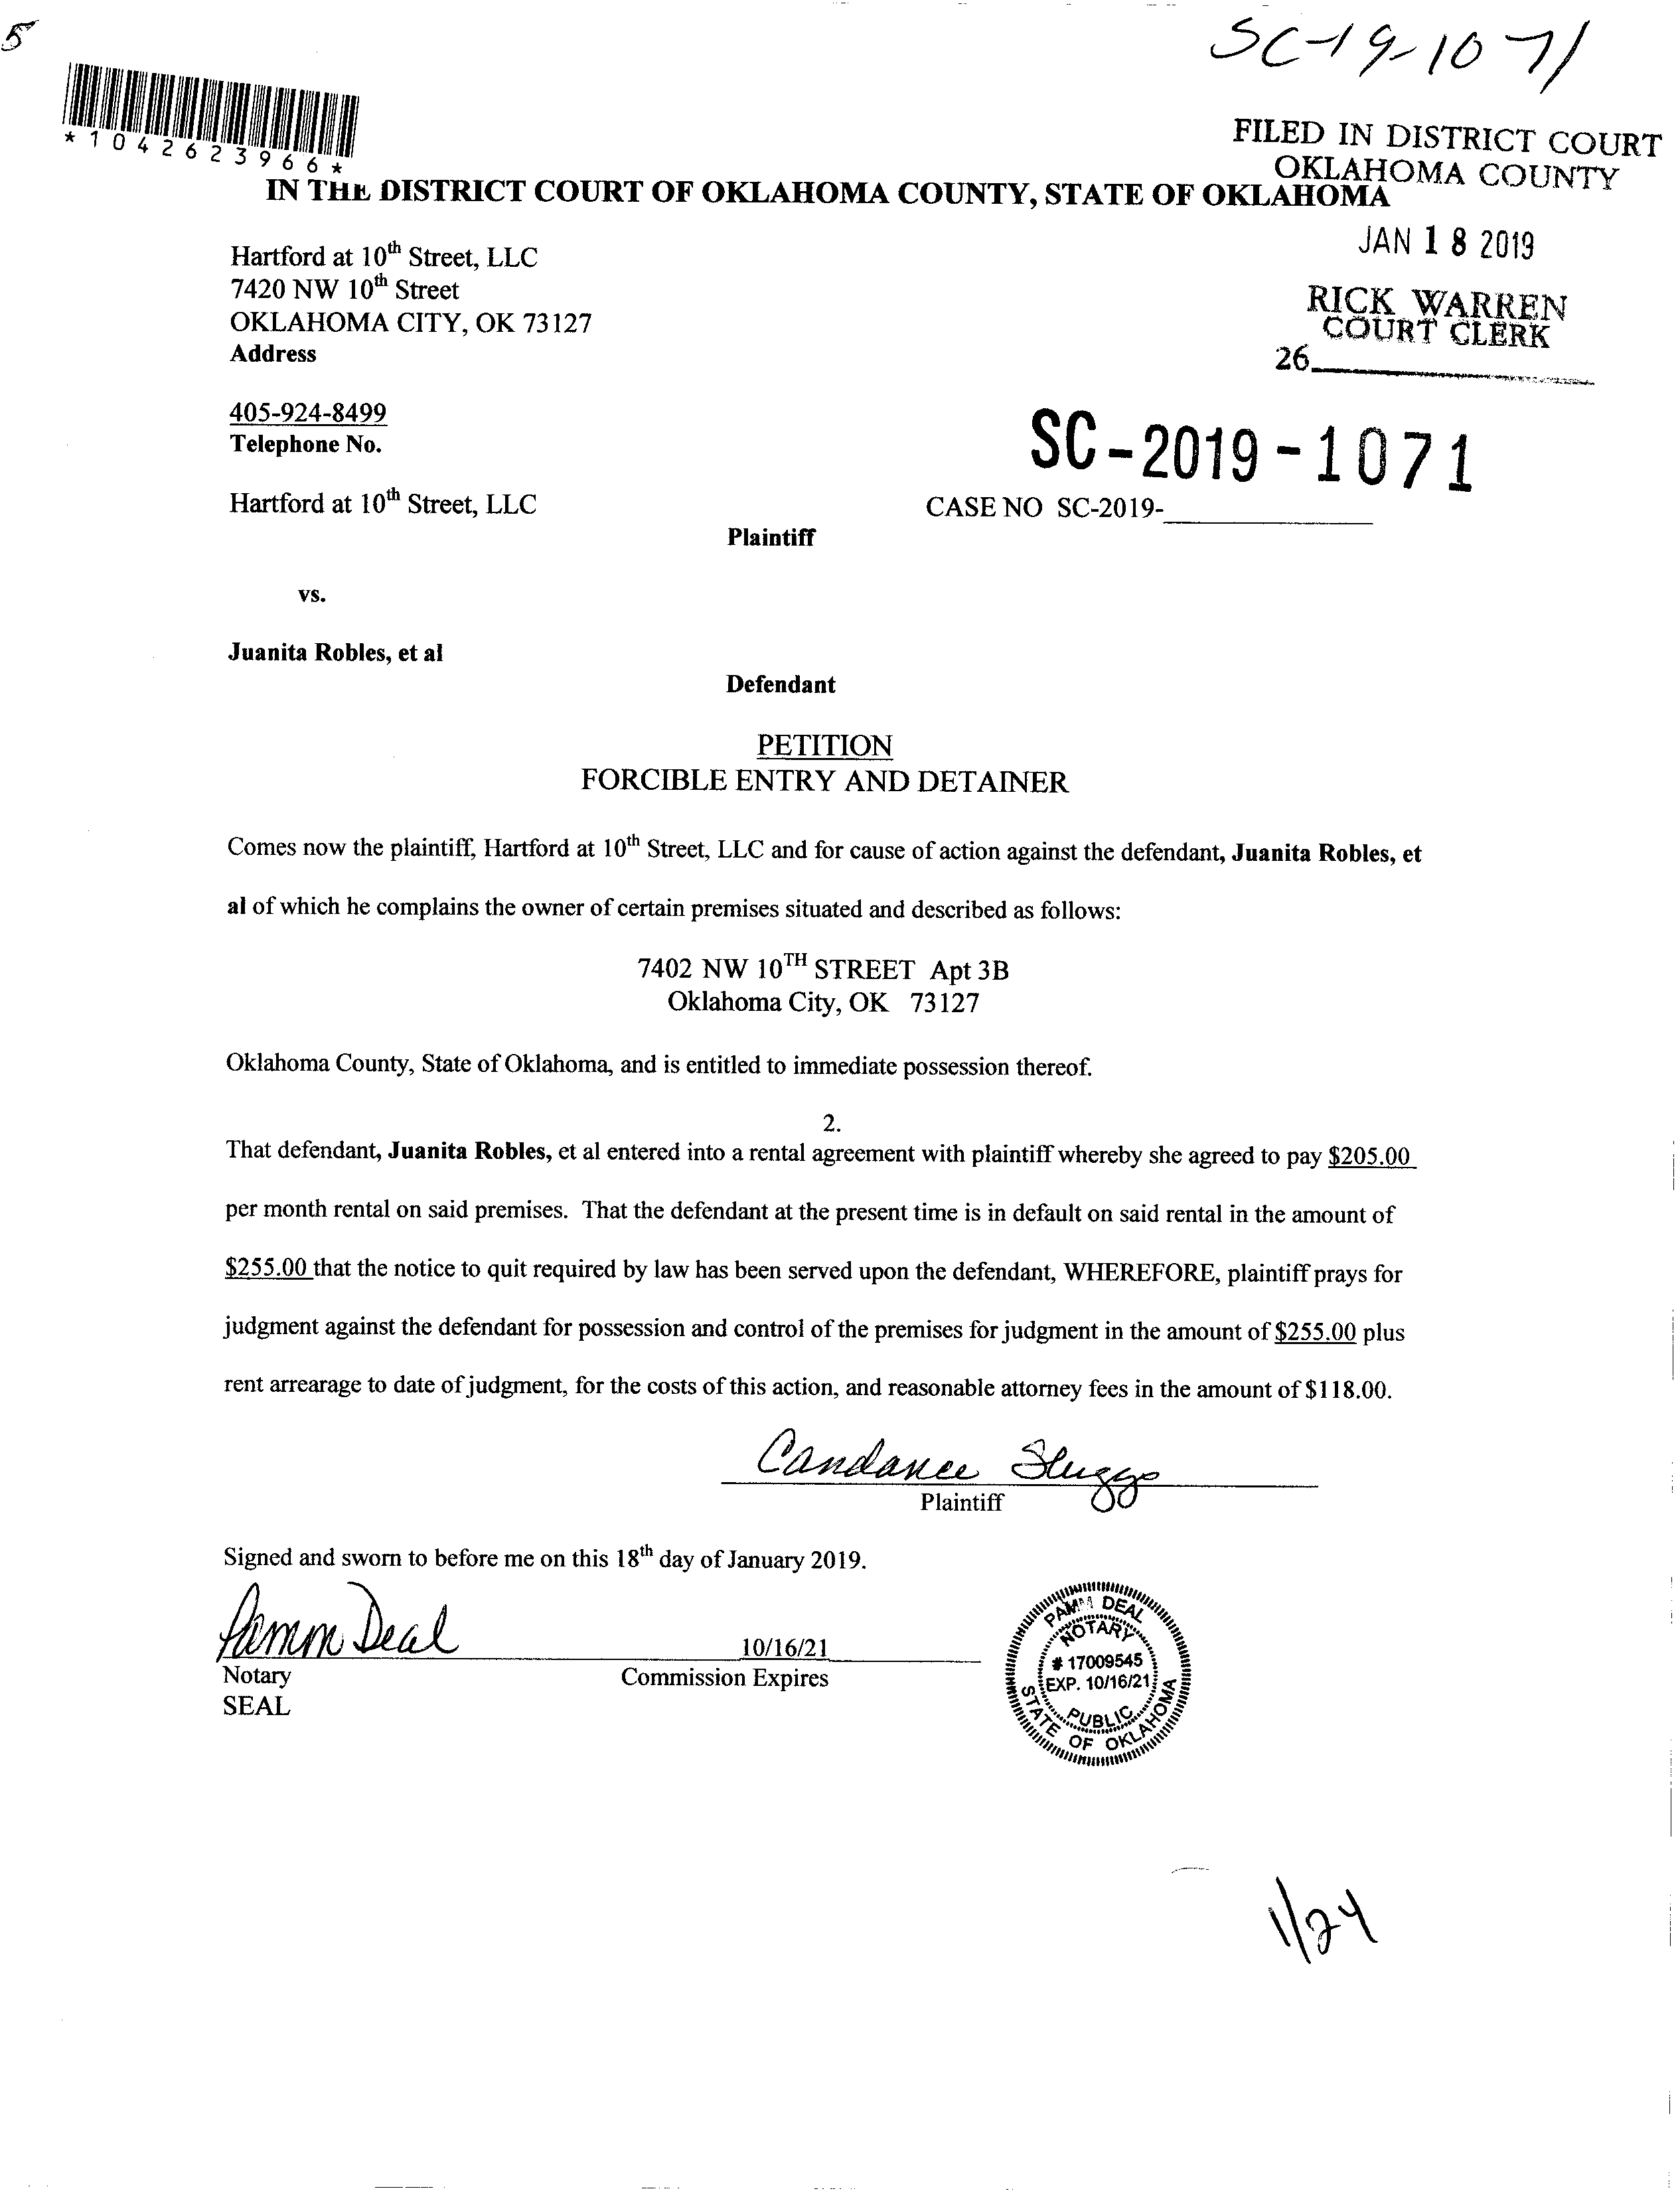 5
SC-19-1071
*1042623966*
FILED IN DISTRICT COURT
OKLAHOMA COUNTY
IN THE DISTRICT COURT OF OKLAHOMA COUNTY, STATE OF OKLAHOMA
JAN 18 2019
Hartford at 10th Street, LLC
7420 NW 10th Street
OKLAHOMA CITY, OK 73127
Address
RICK WARREN
COURT CLERK
26
405-924-8499
Telephone No.
SC-2019-1071
Hartford at 10th Street, LLC
CASE NO SC-2019-
Plaintiff
vs.
Juanita Robles, et al
Defendant
PETITION
FORCIBLE ENTRY AND DETAINER
Comes now the plaintiff, Hartford at 10th Street, LLC and for cause of action against the defendant, Juanita Robles, et
al of which he complains the owner of certain premises situated and described as follows:
7402 NW 10TH STREET Apt 3B
Oklahoma City, OK 73127
Oklahoma County, State of Oklahoma, and is entitled to immediate possession thereof.
2.
That defendant, Juanita Robles, et al entered into a rental agreement with plaintiff whereby she agreed to pay $205.00
per month rental on said premises. That the defendant at the present time is in default on said rental in the amount of
$255.00 that the notice to quit required by law has been served upon the defendant, WHEREFORE, plaintiff prays for
judgment against the defendant for possession and control of the premises for judgment in the amount of $255.00 plus
rent arrearage to date of judgment, for the costs of this action, and reasonable attorney fees in the amount of $118.00.
Candance Sluggs
Plaintiff
Signed and sworn to before me on this 18th day of January 2019.
Pamm Deal
10/16/21
Notary
Commission Expires
SEAL
PAMM DEAL
NOTARY
# 17009545
EXP. 10/16/21
PUBLIC
STATE OF OKLAHOMA
1/24